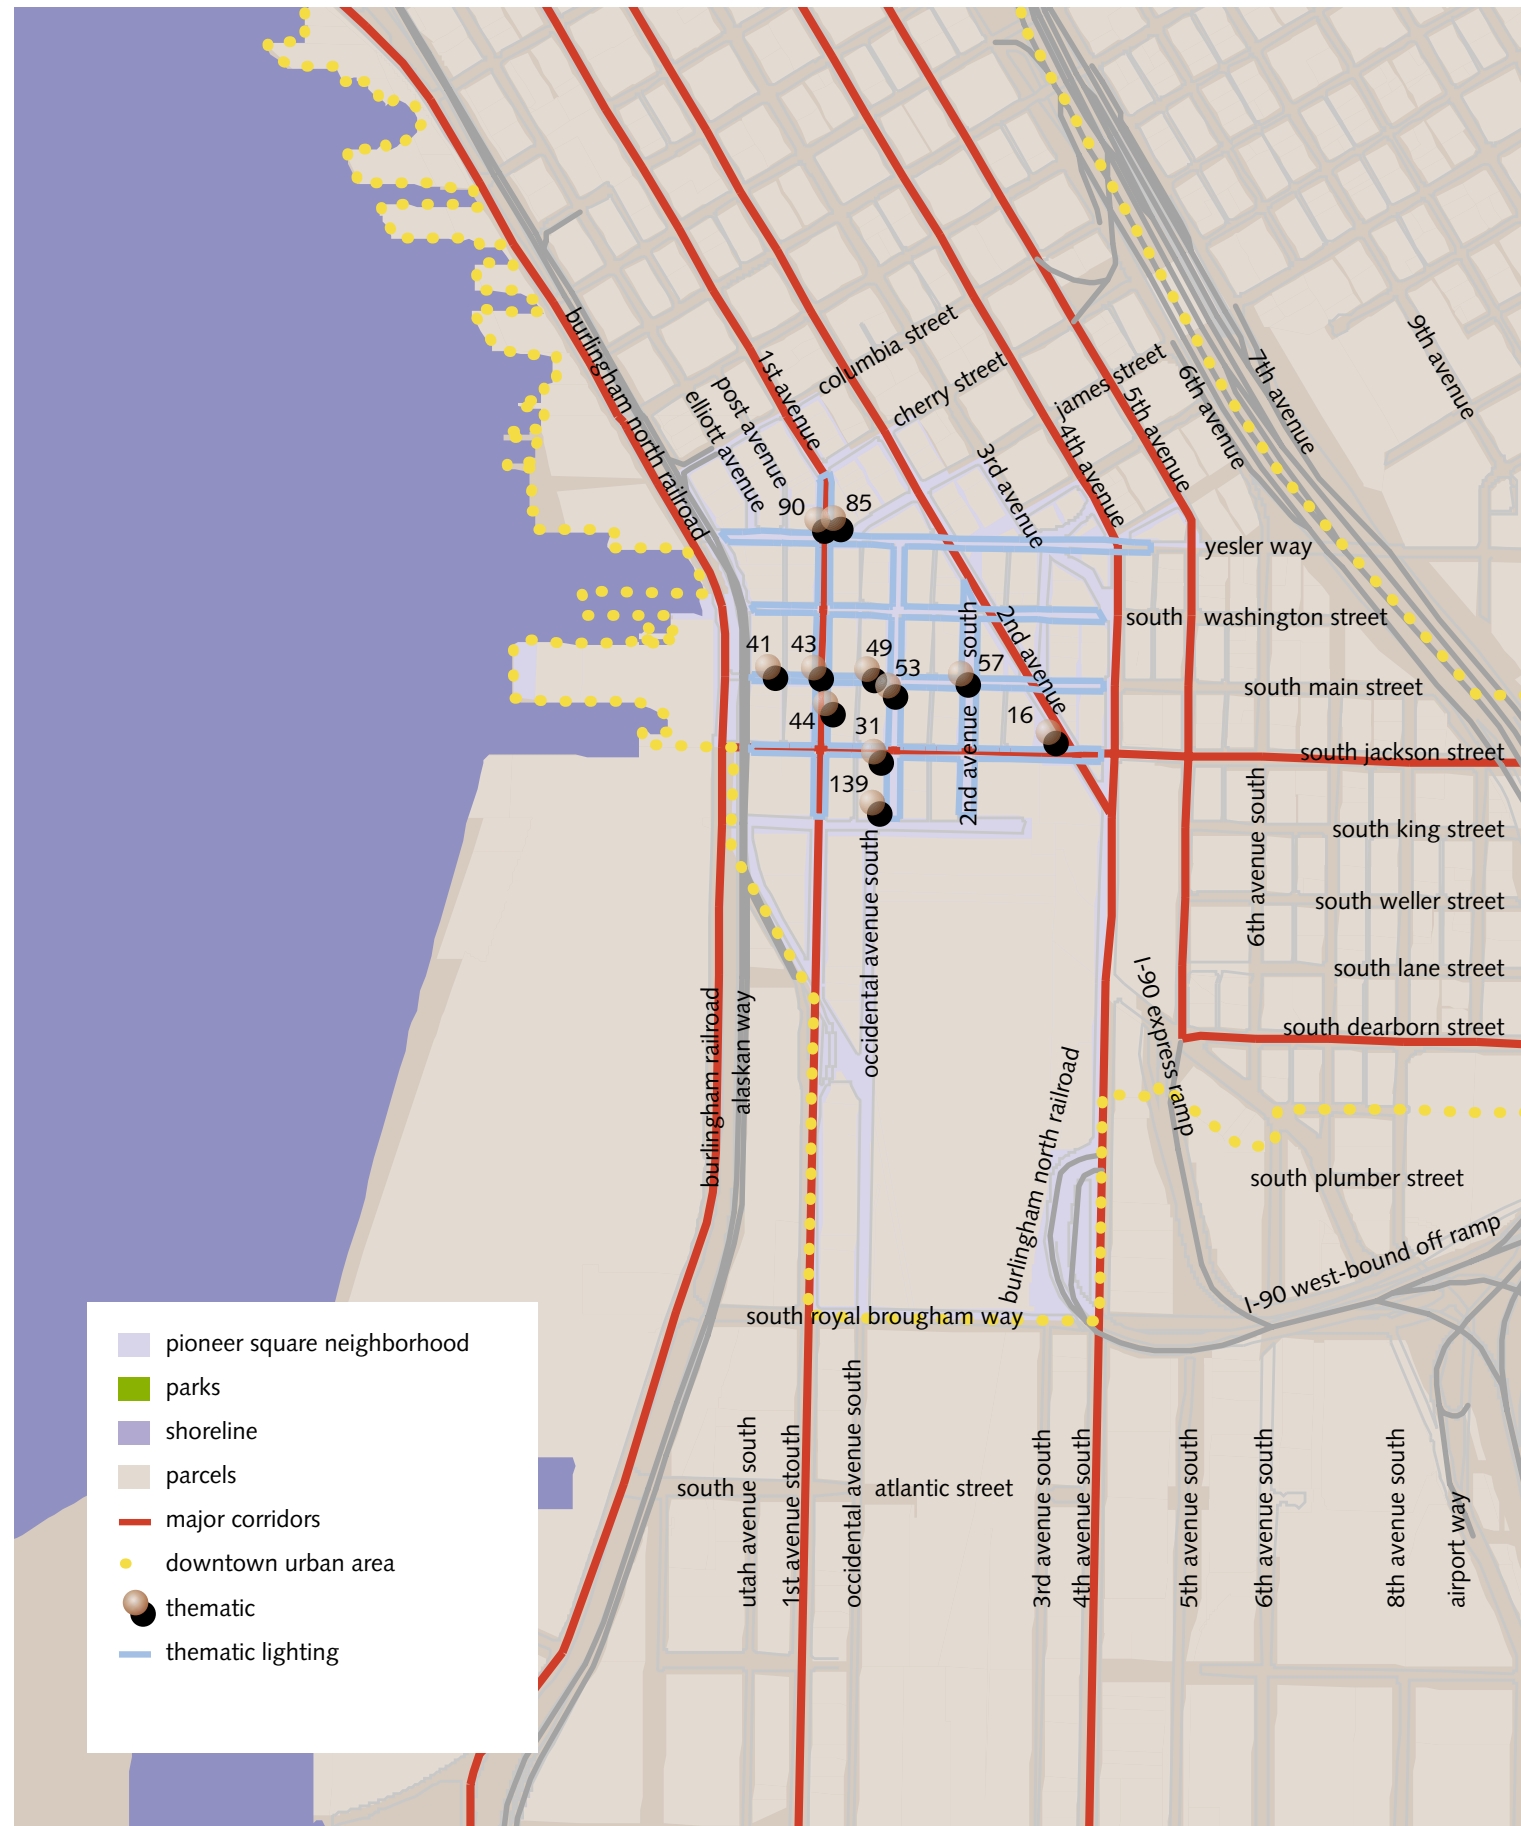 columbia street
cherry street
james street
9th avenue
7th avenue
6th avenue
5th avenue
4th avenue
3rd avenue
1st avenue
post avenue
elliott avenue
burlingham north railroad
90
85
yesler way
south washington street
2nd avenue
41
43
49
53
57
south main street
44
31
16
south jackson street
2nd avenue south
139
6th avenue south
south king street
south weller street
occidental avenue south
south lane street
I-90 express ramp
south dearborn street
burlingham railroad
alaskan way
burlingham north railroad
south plumber street
I-90 west-bound off ramp
south royal brougham way
pioneer square neighborhood
parks
shoreline
parcels
major corridors
downtown urban area
thematic
thematic lighting
south atlantic street
utah avenue south
1st avenue stouth
occidental avenue south
3rd avenue south
4th avenue south
5th avenue south
6th avenue south
8th avenue south
airport way